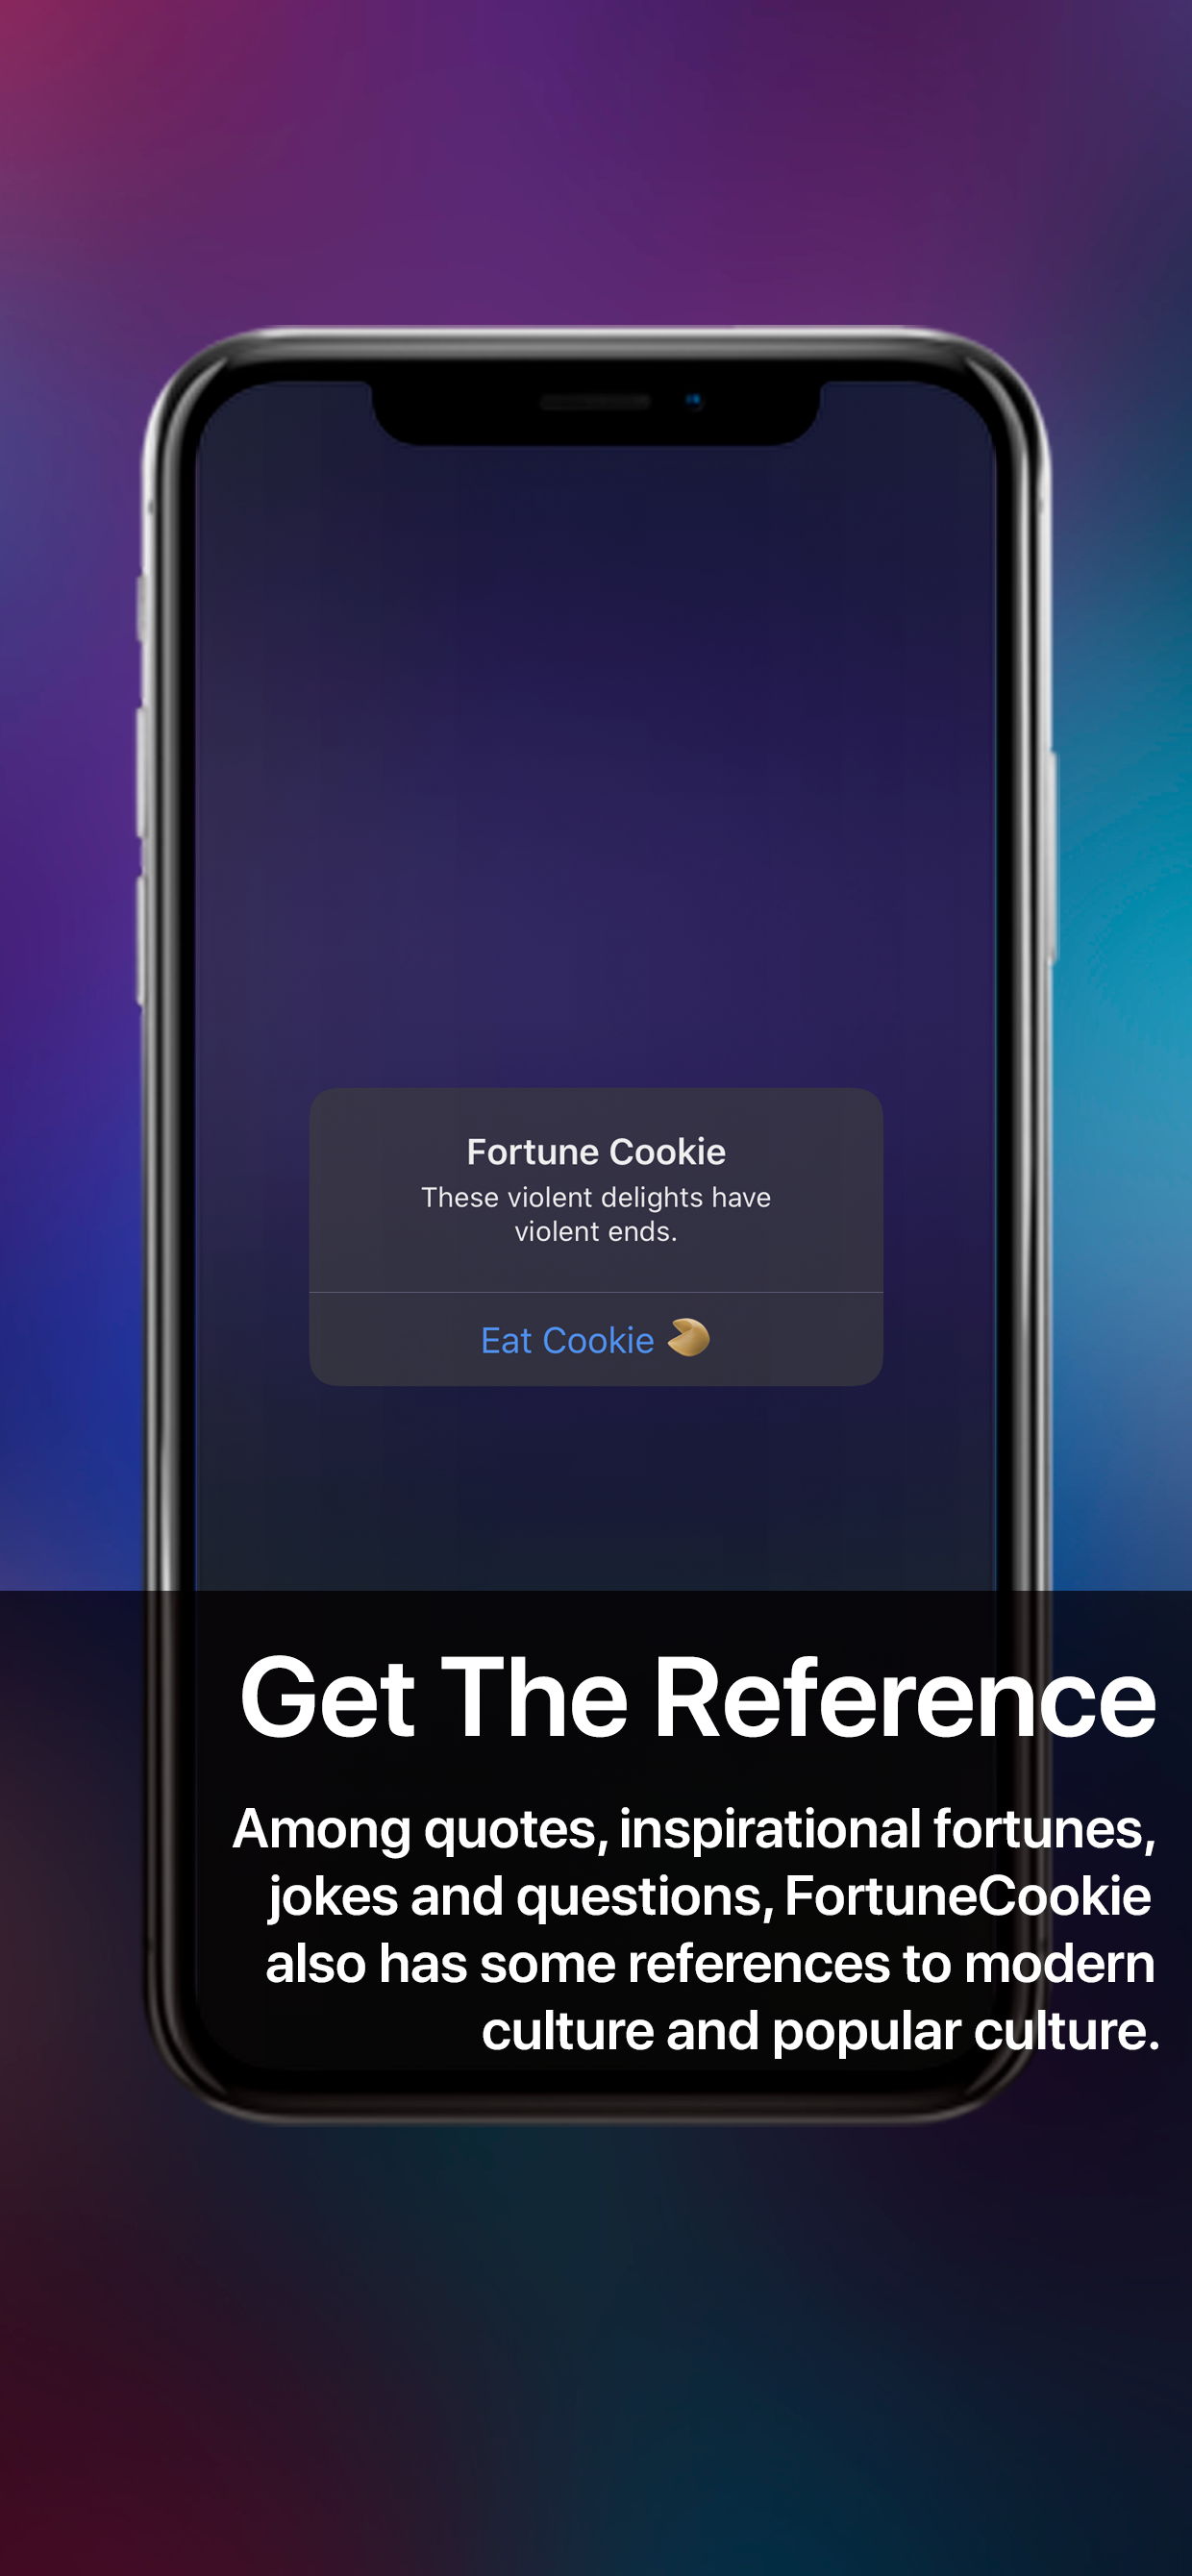 Fortune Cookie
These violent delights have
violent ends.
Eat Cookie 🥠
Get The Reference
Among quotes, inspirational fortunes,
jokes and questions, FortuneCookie
also has some references to modern
culture and popular culture.